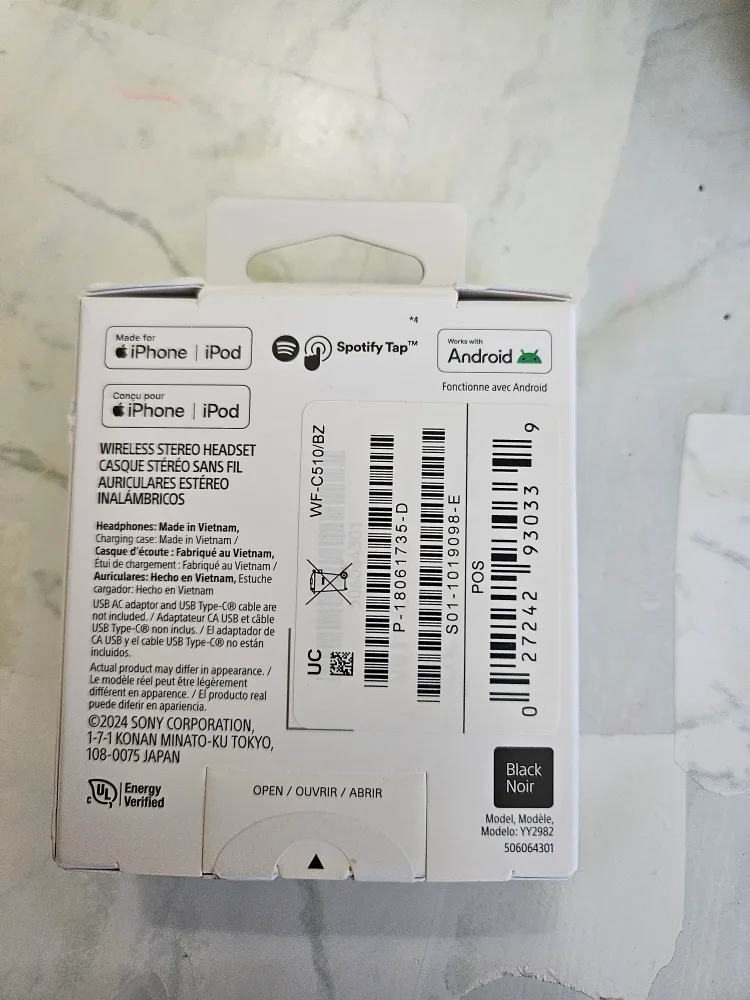 *4
Made for
iPhone | iPod
Spotify Tap™
Works with
Android
Fonctionne avec Android
Conçu pour
iPhone | iPod
WIRELESS STEREO HEADSET
CASQUE STÉRÉO SANS FIL
AURICULARES ESTÉREO
INALÁMBRICOS
Headphones: Made in Vietnam,
Charging case: Made in Vietnam /
Casque d'écoute : Fabriqué au Vietnam,
Étui de chargement : Fabriqué au Vietnam /
Auriculares: Hecho en Vietnam, Estuche
cargador: Hecho en Vietnam
USB AC adaptor and USB Type-C® cable are
not included. / Adaptateur CA USB et câble
USB Type-C® non inclus. / El adaptador de
CA USB y el cable USB Type-C® no están
incluidos.
Actual product may differ in appearance. /
Le modèle réel peut être légèrement
différent en apparence. / El producto real
puede diferir en apariencia.
©2024 SONY CORPORATION,
1-7-1 KONAN MINATO-KU TOKYO,
108-0075 JAPAN
WF-C510/BZ
UC
P-18061735-D
S01-1019098-E
POS
0 27242 93033 9
c UL Energy
Verified
OPEN / OUVRIR / ABRIR
Black
Noir
Model, Modèle,
Modelo: YY2982
506064301